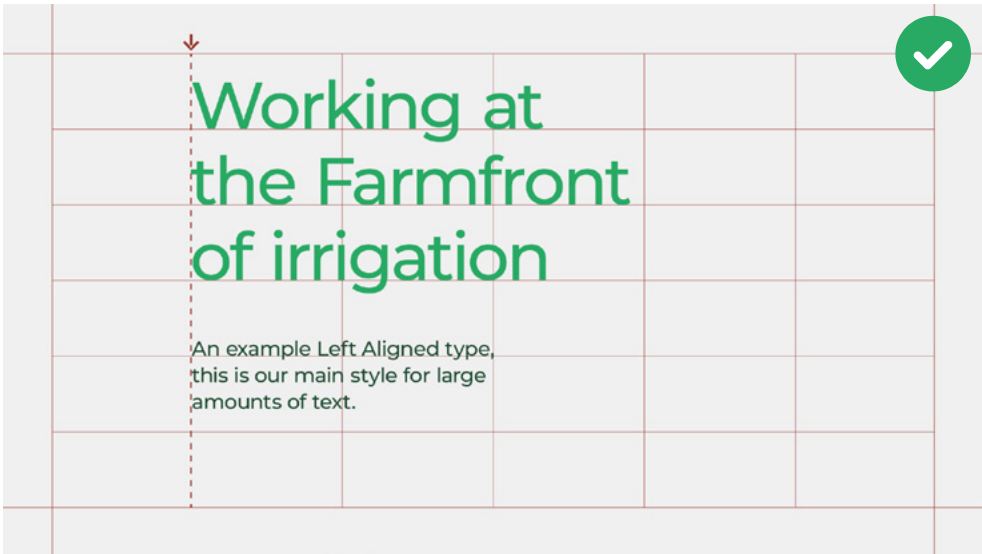 Working at
the Farmfront
of irrigation
An example Left Aligned type,
this is our main style for large
amounts of text.